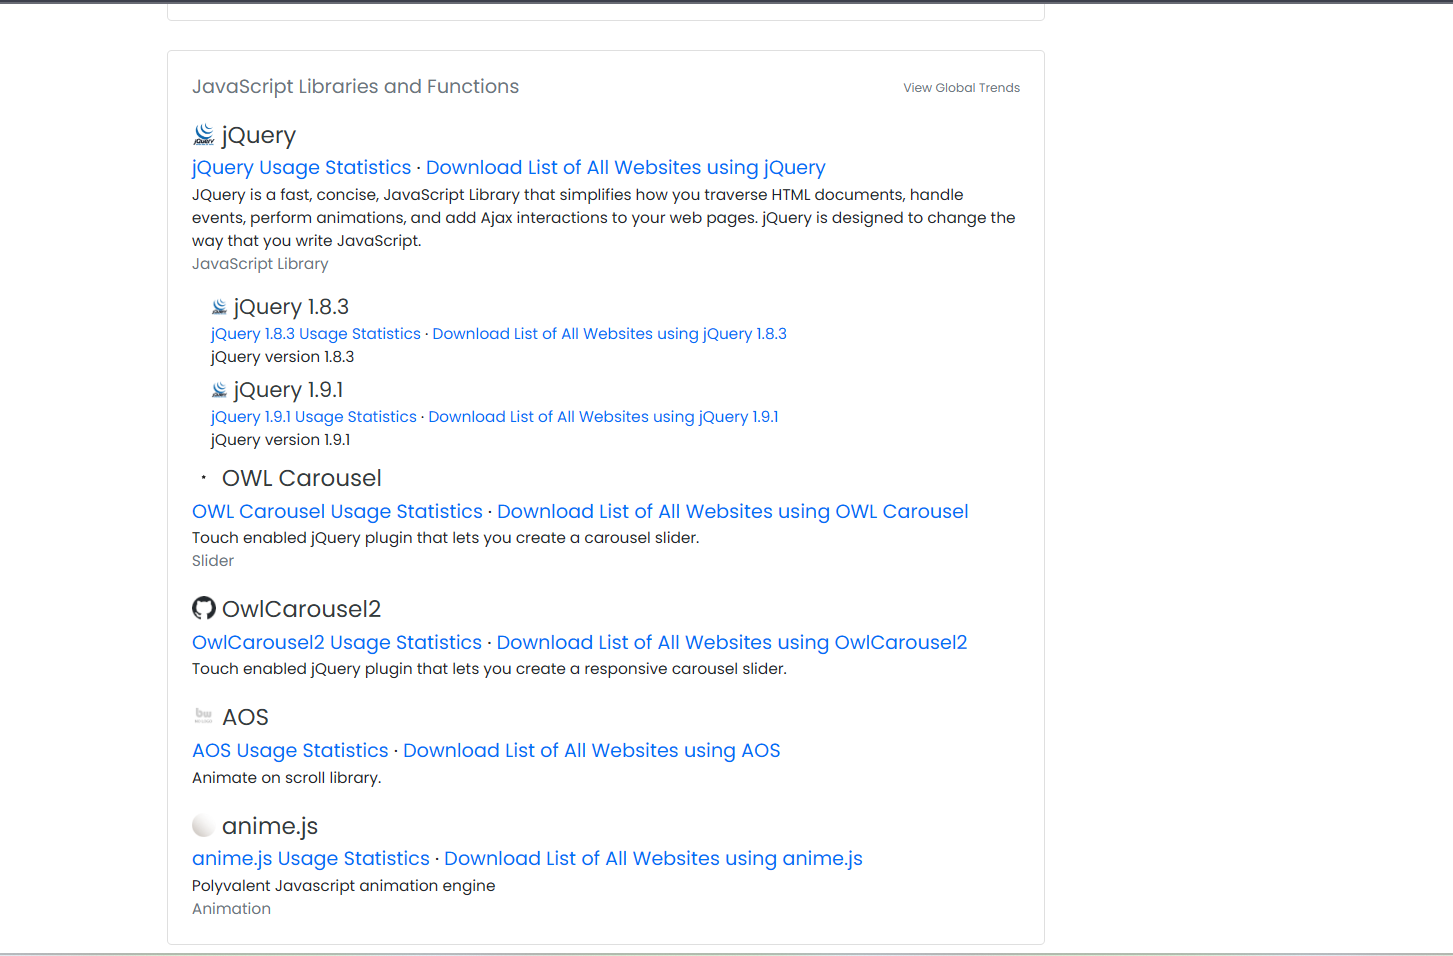 JavaScript Libraries and Functions
View Global Trends
jQuery
jQuery Usage Statistics · Download List of All Websites using jQuery
JQuery is a fast, concise, JavaScript Library that simplifies how you traverse HTML documents, handle
events, perform animations, and add Ajax interactions to your web pages. jQuery is designed to change the
way that you write JavaScript.
JavaScript Library
jQuery 1.8.3
jQuery 1.8.3 Usage Statistics · Download List of All Websites using jQuery 1.8.3
jQuery version 1.8.3
jQuery 1.9.1
jQuery 1.9.1 Usage Statistics · Download List of All Websites using jQuery 1.9.1
jQuery version 1.9.1
OWL Carousel
OWL Carousel Usage Statistics · Download List of All Websites using OWL Carousel
Touch enabled jQuery plugin that lets you create a carousel slider.
Slider
OwlCarousel2
OwlCarousel2 Usage Statistics · Download List of All Websites using OwlCarousel2
Touch enabled jQuery plugin that lets you create a responsive carousel slider.
AOS
AOS Usage Statistics · Download List of All Websites using AOS
Animate on scroll library.
anime.js
anime.js Usage Statistics · Download List of All Websites using anime.js
Polyvalent Javascript animation engine
Animation